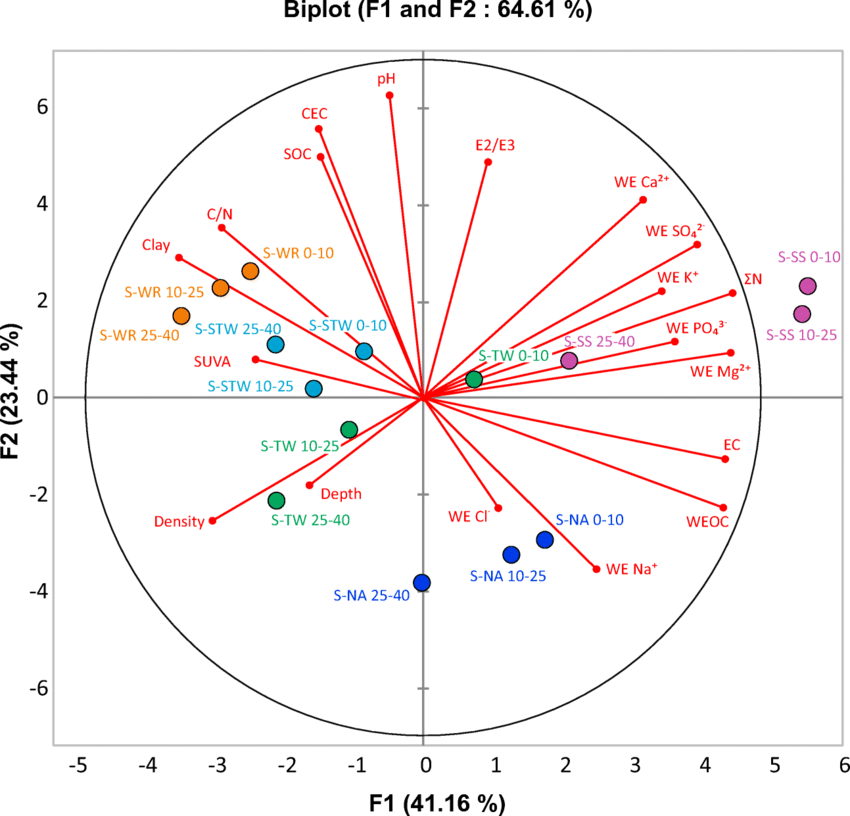 Biplot (F1 and F2 : 64.61 %)
pH
6
CEC
E2/E3
SOC
WE Ca²⁺
4
C/N
WE SO₄²⁻
Clay
S-WR 0-10
S-SS 0-10
WE K⁺
ΣN
S-WR 10-25
2
S-WR 25-40
S-STW 25-40
S-STW 0-10
WE PO₄³⁻
S-SS 10-25
S-SS 25-40
S-TW 0-10
SUVA
WE Mg²⁺
S-STW 10-25
0
S-TW 10-25
EC
-2
Depth
Density
S-TW 25-40
WE Cl⁻
S-NA 0-10
WEOC
WE Na⁺
S-NA 10-25
-4
S-NA 25-40
-6
F2 (23.44 %)
-5 -4 -3 -2 -1 0 1 2 3 4 5 6
F1 (41.16 %)